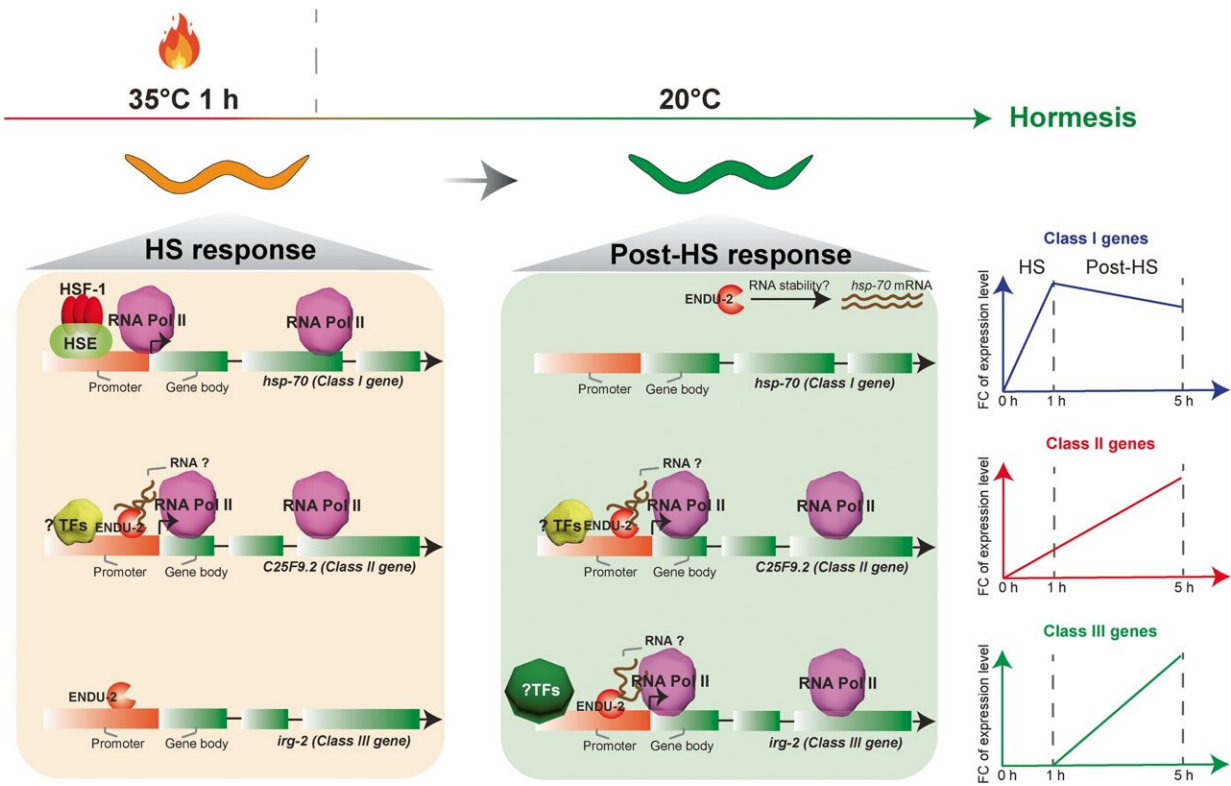 35°C 1 h
20°C
Hormesis
HS response
HSF-1
HSE
RNA Pol II
RNA Pol II
Promoter
Gene body
hsp-70 (Class I gene)
RNA ?
? TFs
ENDU-2
RNA Pol II
RNA Pol II
Promoter
Gene body
C25F9.2 (Class II gene)
ENDU-2
Promoter
Gene body
irg-2 (Class III gene)
Post-HS response
ENDU-2
RNA stability?
hsp-70 mRNA
Promoter
Gene body
hsp-70 (Class I gene)
RNA ?
? TFs
ENDU-2
RNA Pol II
RNA Pol II
Promoter
Gene body
C25F9.2 (Class II gene)
RNA ?
?TFs
ENDU-2
RNA Pol II
RNA Pol II
Promoter
Gene body
irg-2 (Class III gene)
Class I genes
HS
Post-HS
FC of expression level
0 h
1 h
5 h
Class II genes
FC of expression level
0 h
1 h
5 h
Class III genes
FC of expression level
0 h
1 h
5 h